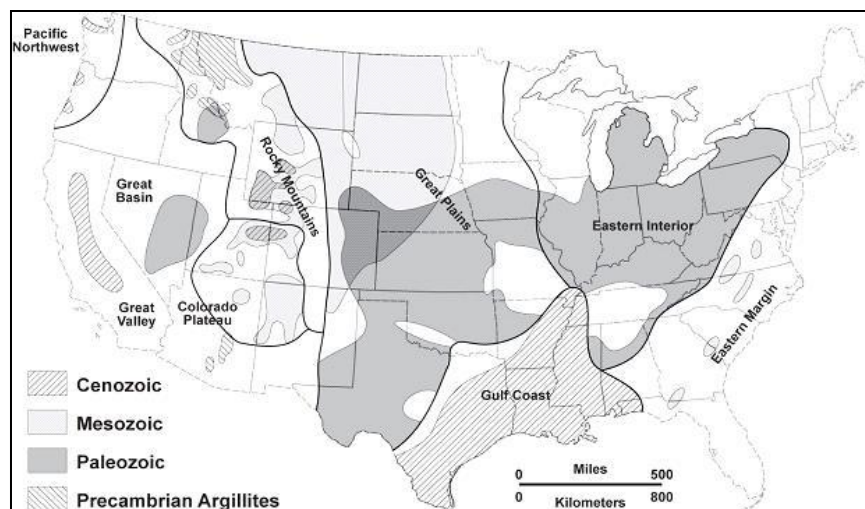 Pacific
Northwest
Great
Basin
Rocky Mountains
Great Plains
Eastern Interior
Great
Valley
Colorado
Plateau
Eastern Margin
Gulf Coast
Cenozoic
Mesozoic
Paleozoic
Precambrian Argillites
0 Miles 500
0 Kilometers 800